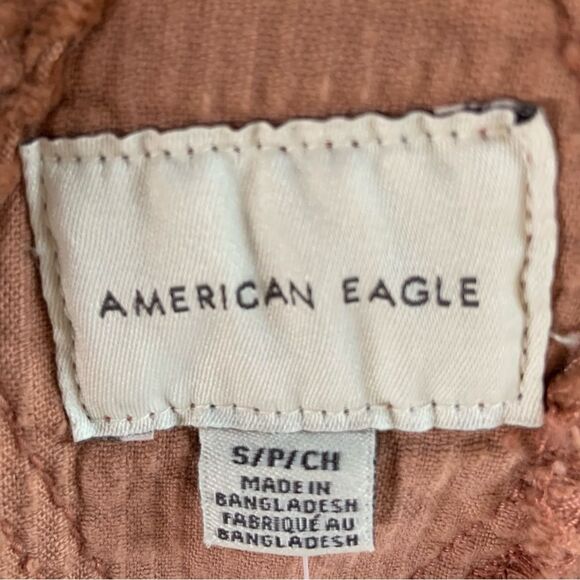 AMERICAN EAGLE
S/P/CH
MADE IN
BANGLADESH
FABRIQUÉ AU
BANGLADESH